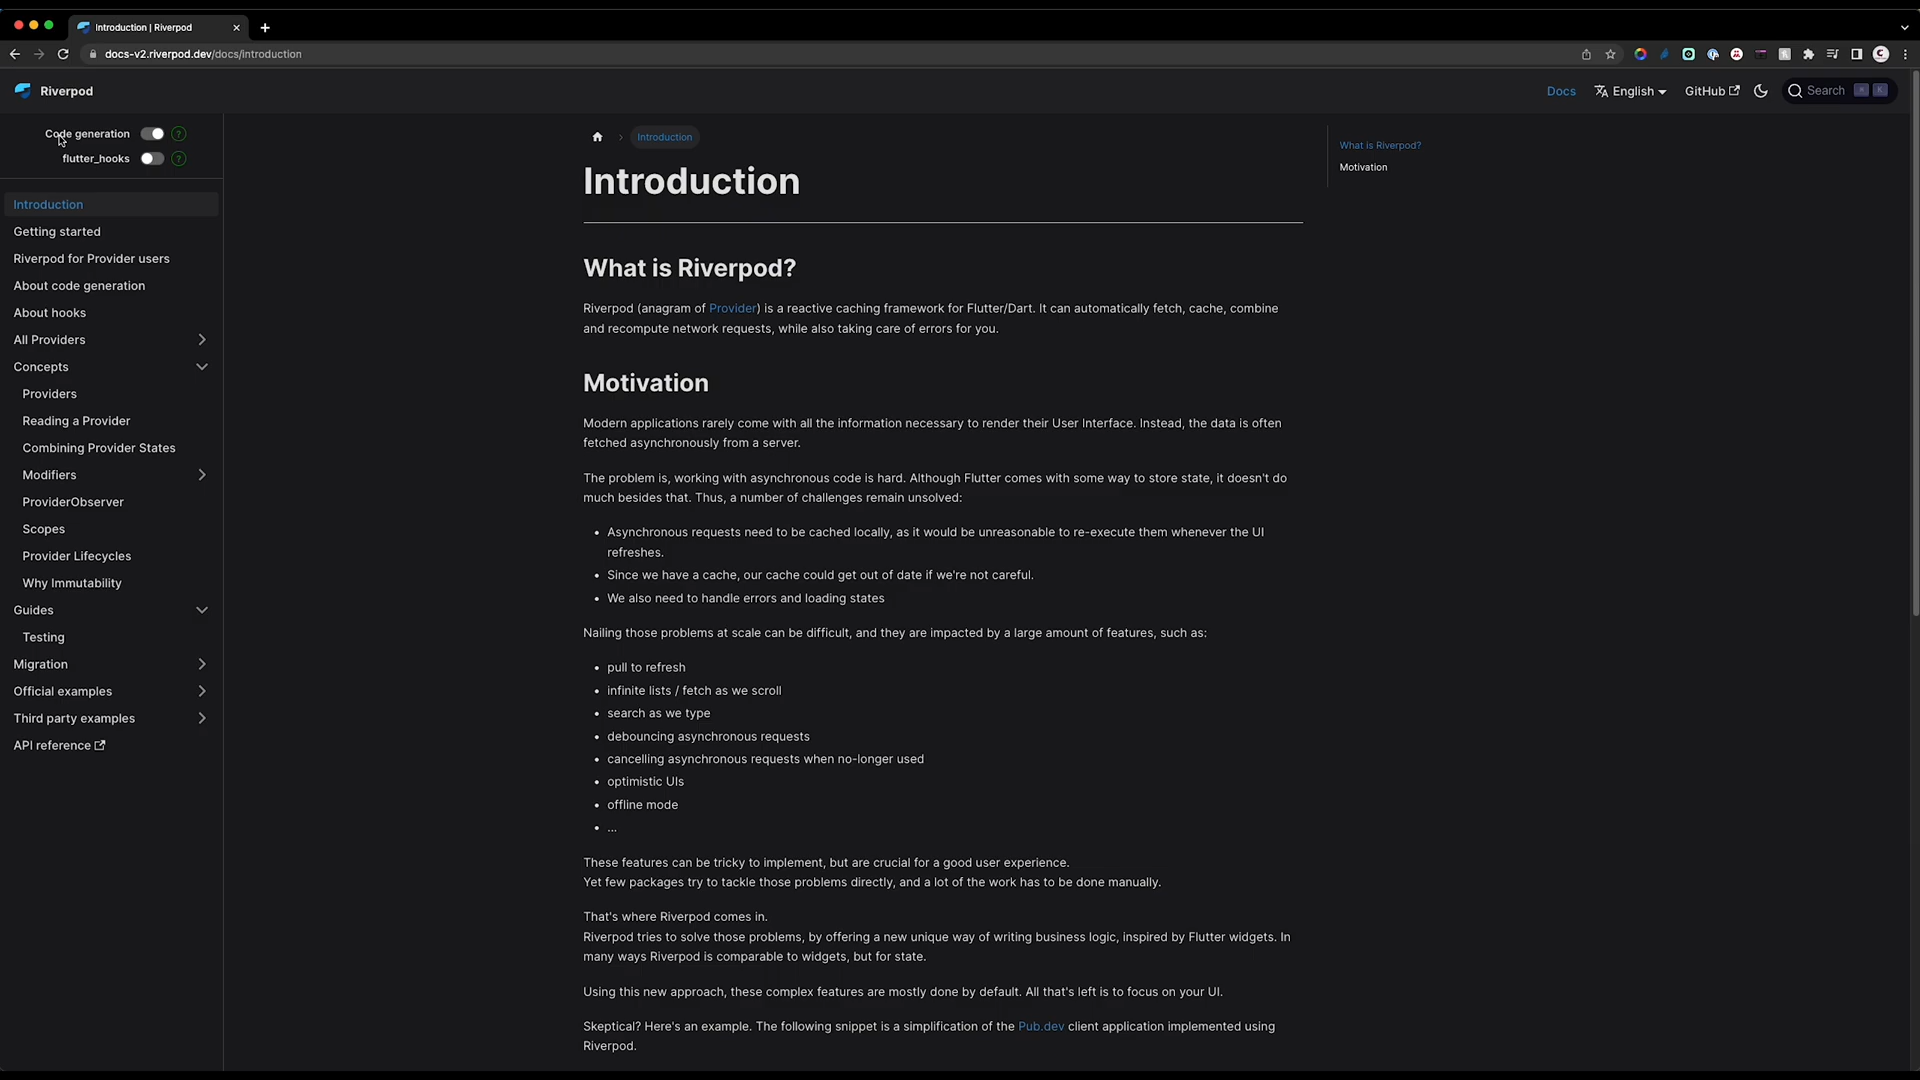 Introduction | Riverpod
docs-v2.riverpod.dev/docs/introduction
Riverpod
Docs
English
GitHub
Search
K
Code generation
?
flutter_hooks
?
Introduction
Getting started
Riverpod for Provider users
About code generation
About hooks
All Providers
Concepts
Providers
Reading a Provider
Combining Provider States
Modifiers
ProviderObserver
Scopes
Provider Lifecycles
Why Immutability
Guides
Testing
Migration
Official examples
Third party examples
API reference
Introduction
Introduction
What is Riverpod?
Riverpod (anagram of Provider) is a reactive caching framework for Flutter/Dart. It can automatically fetch, cache, combine
and recompute network requests, while also taking care of errors for you.
Motivation
Modern applications rarely come with all the information necessary to render their User Interface. Instead, the data is often
fetched asynchronously from a server.
The problem is, working with asynchronous code is hard. Although Flutter comes with some way to store state, it doesn't do
much besides that. Thus, a number of challenges remain unsolved:
• Asynchronous requests need to be cached locally, as it would be unreasonable to re-execute them whenever the UI
refreshes.
• Since we have a cache, our cache could get out of date if we're not careful.
• We also need to handle errors and loading states
Nailing those problems at scale can be difficult, and they are impacted by a large amount of features, such as:
• pull to refresh
• infinite lists / fetch as we scroll
• search as we type
• debouncing asynchronous requests
• cancelling asynchronous requests when no-longer used
• optimistic UIs
• offline mode
• ...
These features can be tricky to implement, but are crucial for a good user experience.
Yet few packages try to tackle those problems directly, and a lot of the work has to be done manually.
That's where Riverpod comes in.
Riverpod tries to solve those problems, by offering a new unique way of writing business logic, inspired by Flutter widgets. In
many ways Riverpod is comparable to widgets, but for state.
Using this new approach, these complex features are mostly done by default. All that's left is to focus on your UI.
Skeptical? Here's an example. The following snippet is a simplification of the Pub.dev client application implemented using
Riverpod.
What is Riverpod?
Motivation